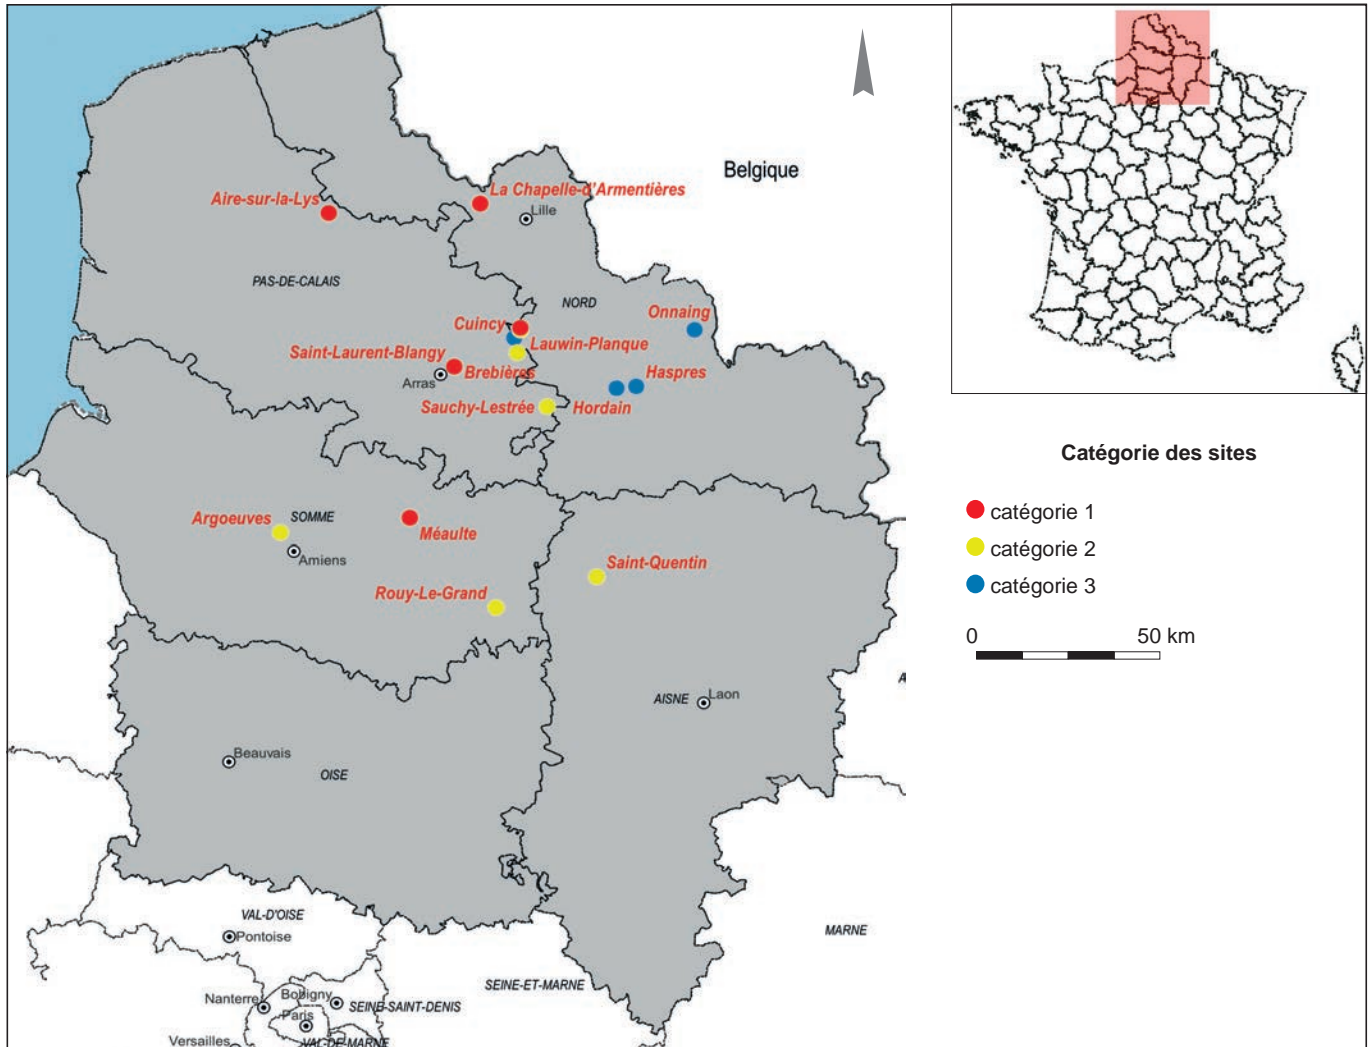 Belgique
La Chapelle-d'Armentières
Aire-sur-la-Lys
Lille
PAS-DE-CALAIS
NORD
Onnaing
Cuincy
Lauwin-Planque
Saint-Laurent-Blangy
Brebières
Haspres
Arras
Sauchy-Lestrée
Hordain
Argoeuves
SOMME
Méaulte
Amiens
Saint-Quentin
Rouy-Le-Grand
AISNE
Laon
Beauvais
OISE
VAL-D'OISE
Pontoise
MARNE
SEINE-ET-MARNE
Nanterre
Bobigny
SEINE-SAINT-DENIS
Paris
Versailles
VAL-DE-MARNE
Catégorie des sites
catégorie 1
catégorie 2
catégorie 3
0 50 km